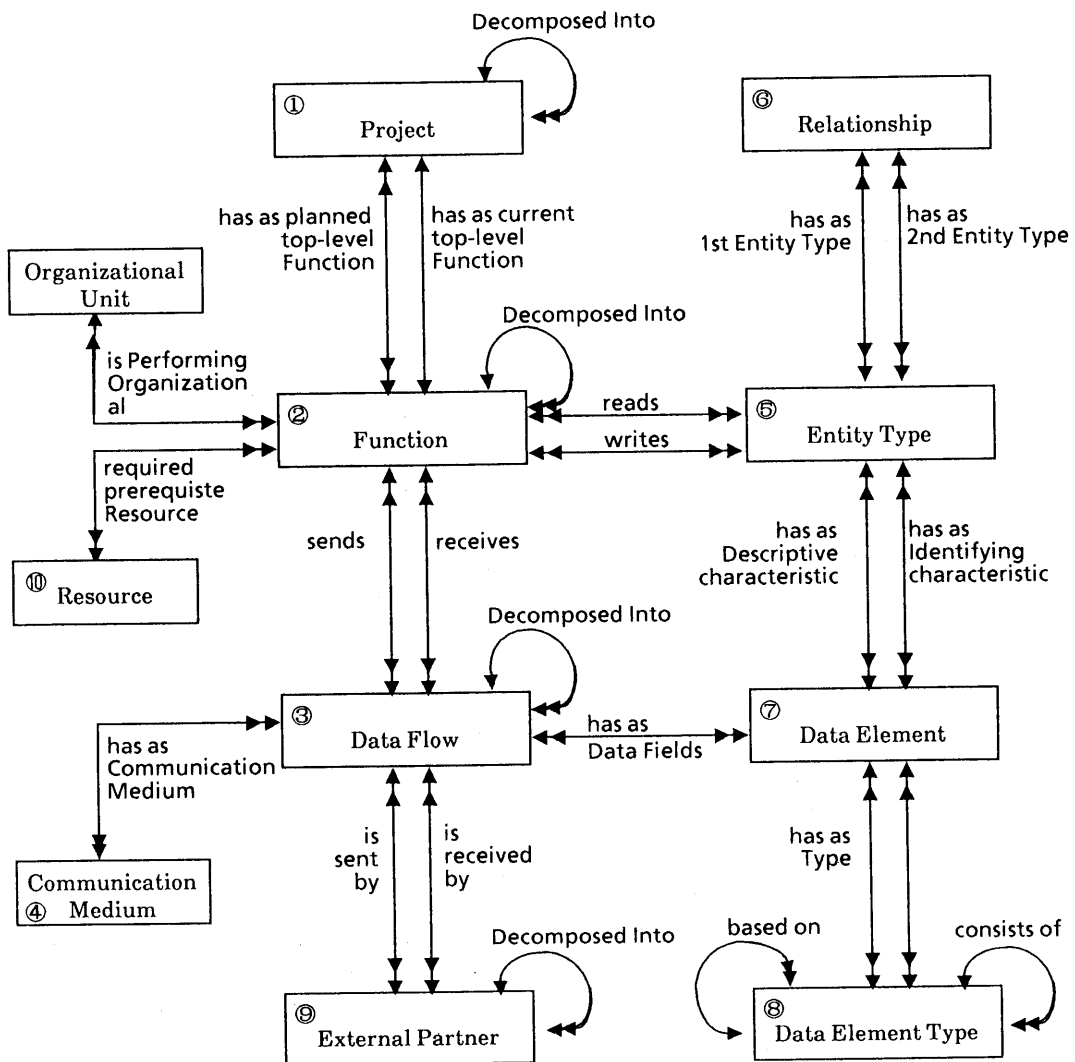 Decomposed Into
①
Project
⑥
Relationship
has as planned
top-level
Function
has as current
top-level
Function
has as
1st Entity Type
has as
2nd Entity Type
Organizational
Unit
is Performing
Organization
al
Decomposed Into
②
Function
reads
writes
⑤
Entity Type
required
prerequiste
Resource
⑩
Resource
sends
receives
has as
Descriptive
characteristic
has as
Identifying
characteristic
Decomposed Into
③
Data Flow
has as
Data Fields
⑦
Data Element
has as
Communication
Medium
Communication
④ Medium
is
sent
by
is
received
by
has as
Type
Decomposed Into
⑨
External Partner
based on
consists of
⑧
Data Element Type